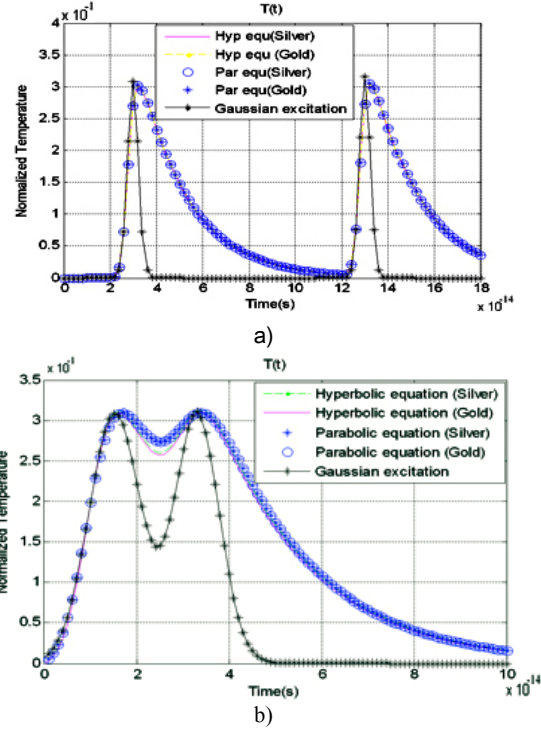 T(t)
x 10^-1
Hyp equ(Silver)
Hyp equ (Gold)
Par equ(Silver)
Par equ(Gold)
Gaussian excitation
4
3.5
3
2.5
2
1.5
1
0.5
0
Normalized Temperature
0 2 4 6 8 10 12 13 14 16 18
Time(s)
x 10^-14
a)
T(t)
x 10^-1
Hyperbolic equation (Silver)
Hyperbolic equation (Gold)
Parabolic equation (Silver)
Parabolic equation (Gold)
Gaussian excitation
3.5
3
2.5
2
1.5
1
0.5
0
Normalized Temperature
0 2 4 6 8 10
Time(s)
x 10^-14
b)